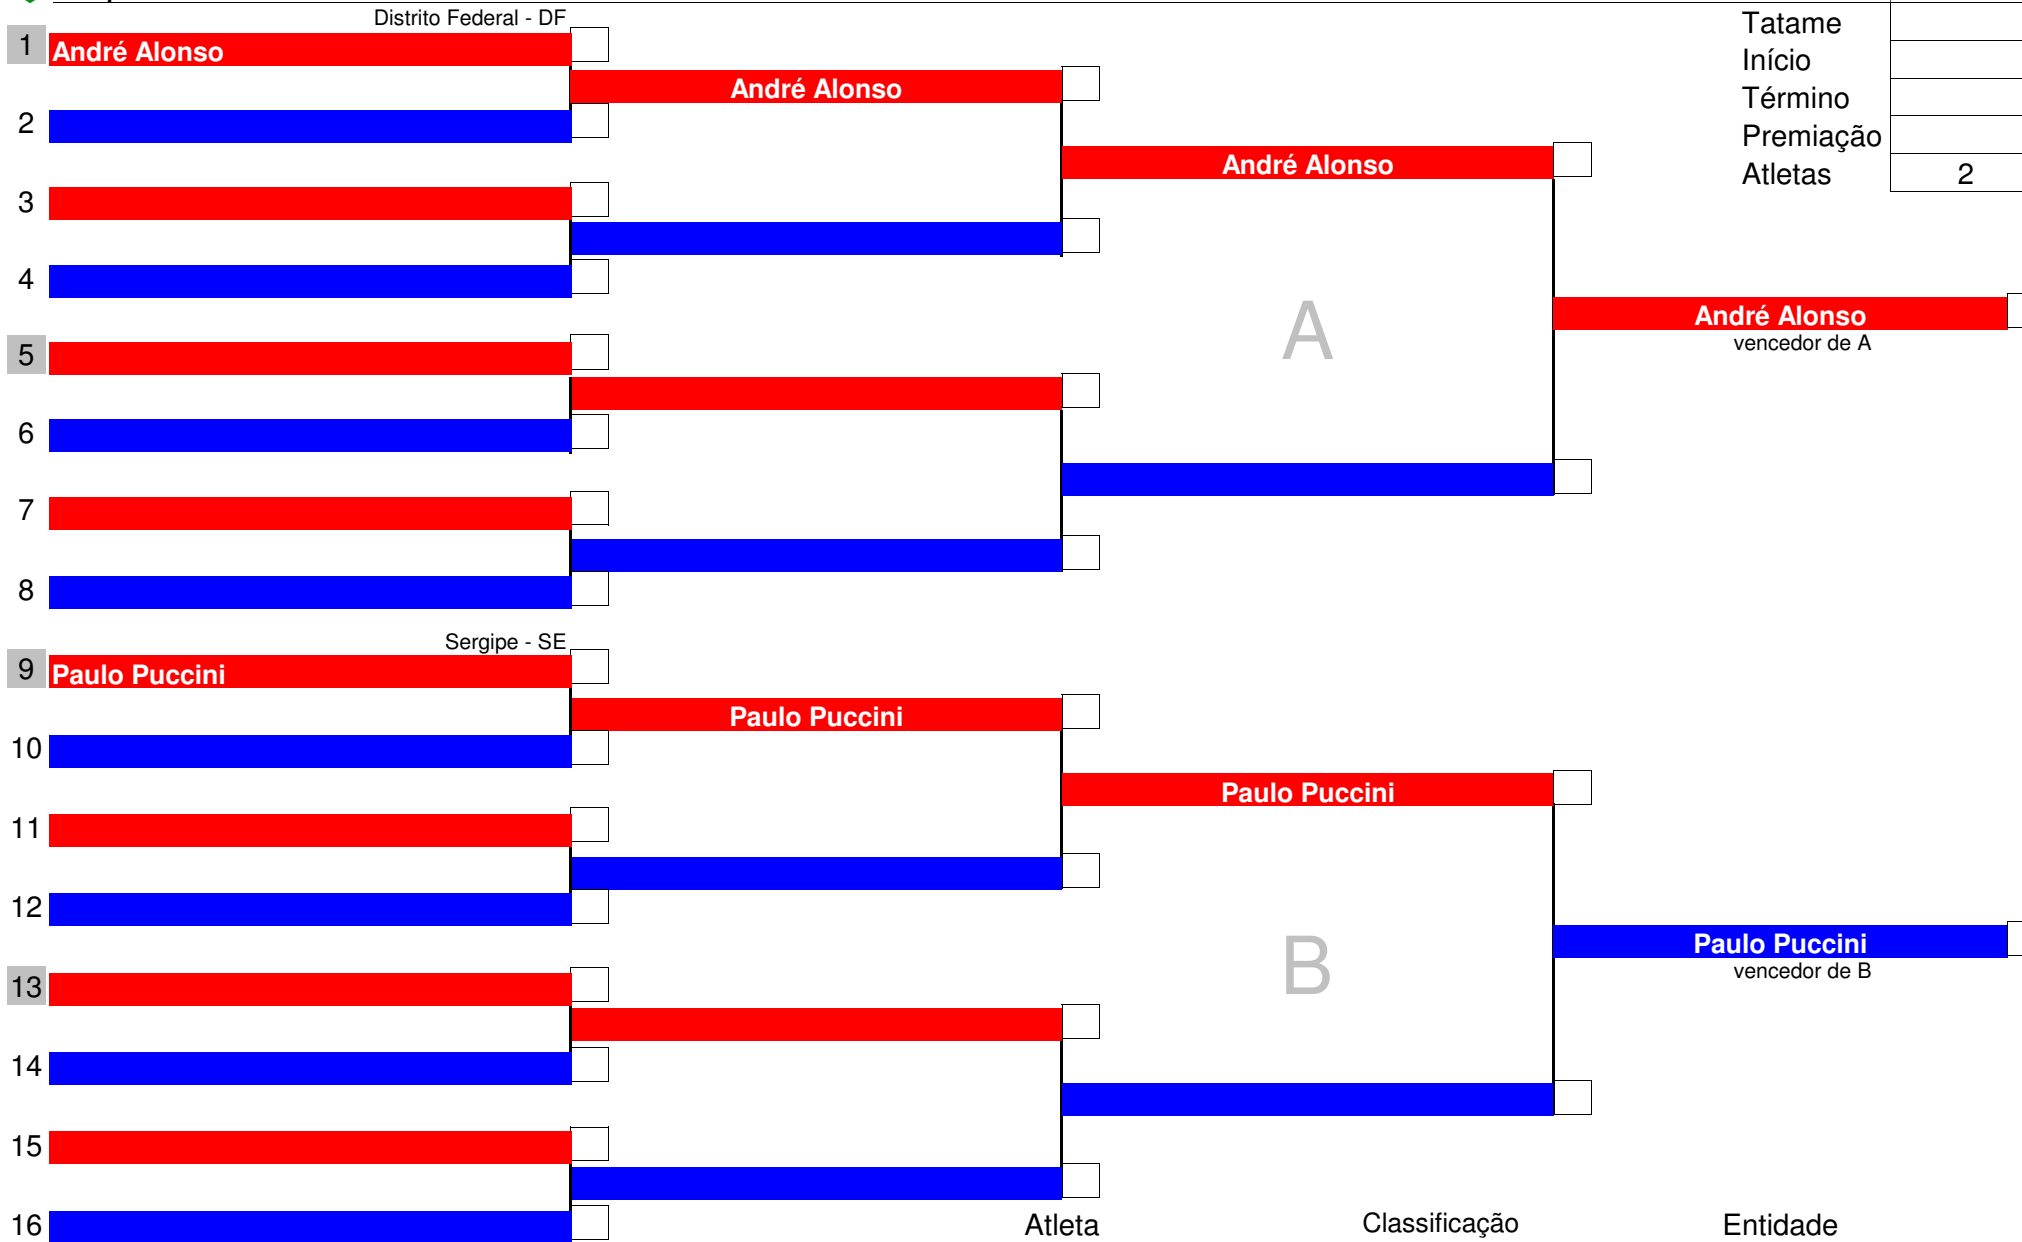 Distrito Federal - DF
1 André Alonso
André Alonso
2
André Alonso
3
4
A
André Alonso
vencedor de A
5
6
7
8
Tatame
Início
Término
Premiação
Atletas 2
Sergipe - SE
9 Paulo Puccini
Paulo Puccini
10
Paulo Puccini
11
12
B
Paulo Puccini
vencedor de B
13
14
15
16
Atleta Classificação Entidade